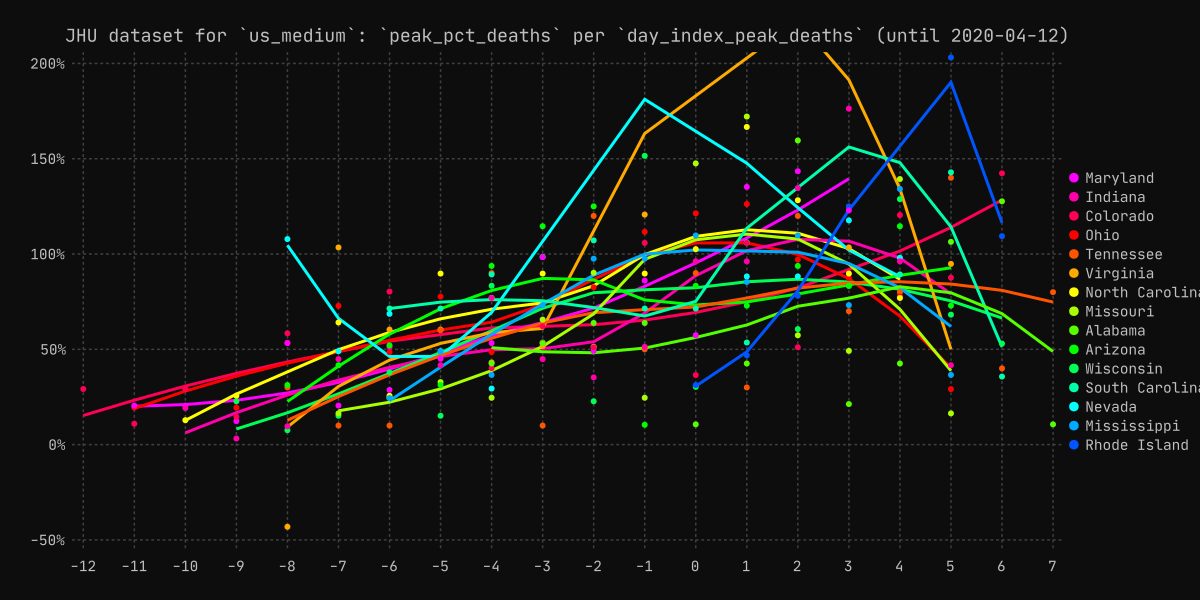 JHU dataset for `us_medium`: `peak_pct_deaths` per `day_index_peak_deaths` (until 2020-04-12)
200%
150%
100%
50%
0%
-50%
-12 -11 -10 -9 -8 -7 -6 -5 -4 -3 -2 -1 0 1 2 3 4 5 6 7
Maryland
Indiana
Colorado
Ohio
Tennessee
Virginia
North Carolina
Missouri
Alabama
Arizona
Wisconsin
South Carolina
Nevada
Mississippi
Rhode Island